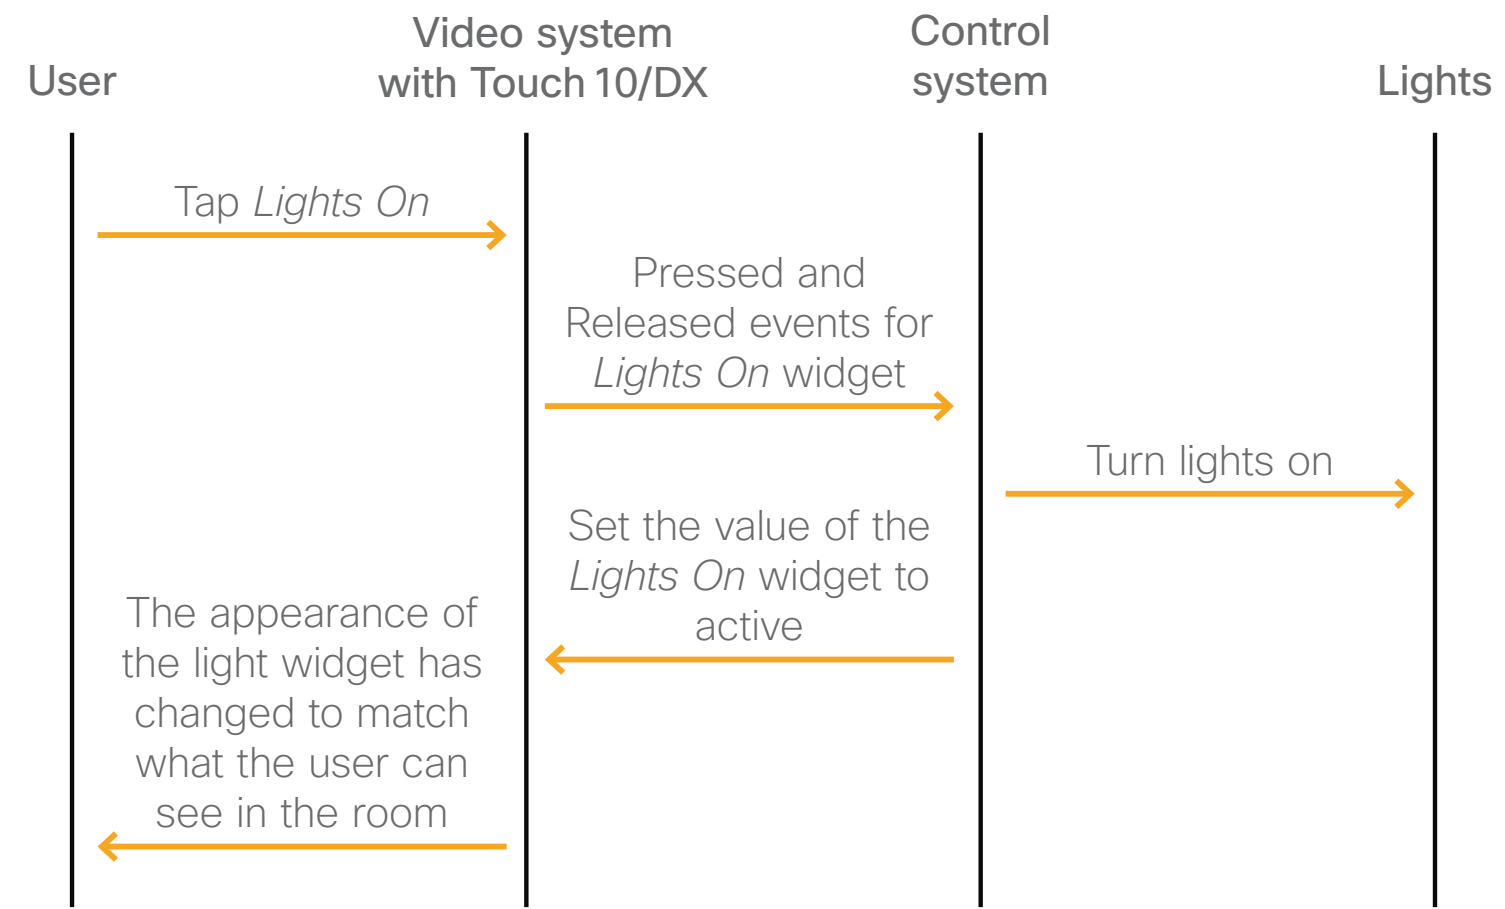 User
Video system
with Touch 10/DX
Control
system
Lights
Tap Lights On
Pressed and
Released events for
Lights On widget
Turn lights on
Set the value of the
Lights On widget to
active
The appearance of
the light widget has
changed to match
what the user can
see in the room